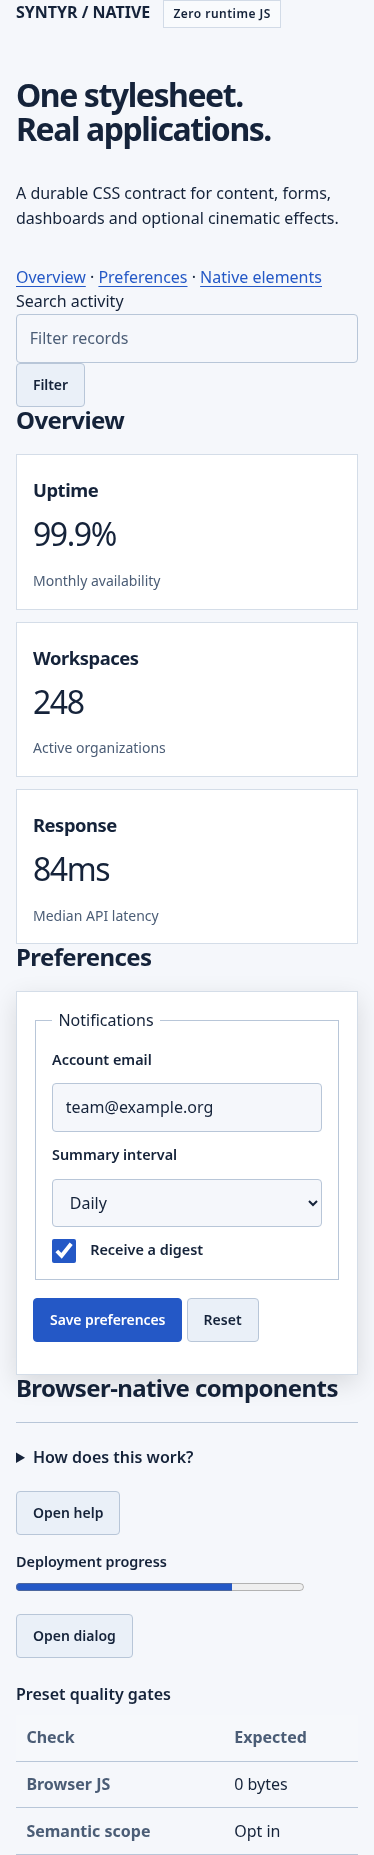 SYNTYR / NATIVE Zero runtime JS
One stylesheet.
Real applications.
A durable CSS contract for content, forms,
dashboards and optional cinematic effects.
Overview · Preferences · Native elements
Search activity
Filter records
Filter
Overview
Uptime
99.9%
Monthly availability
Workspaces
248
Active organizations
Response
84ms
Median API latency
Preferences
Notifications
Account email
team@example.org
Summary interval
Daily
Receive a digest
Save preferences Reset
Browser-native components
How does this work?
Open help
Deployment progress
Open dialog
Preset quality gates
Check Expected
Browser JS 0 bytes
Semantic scope Opt in